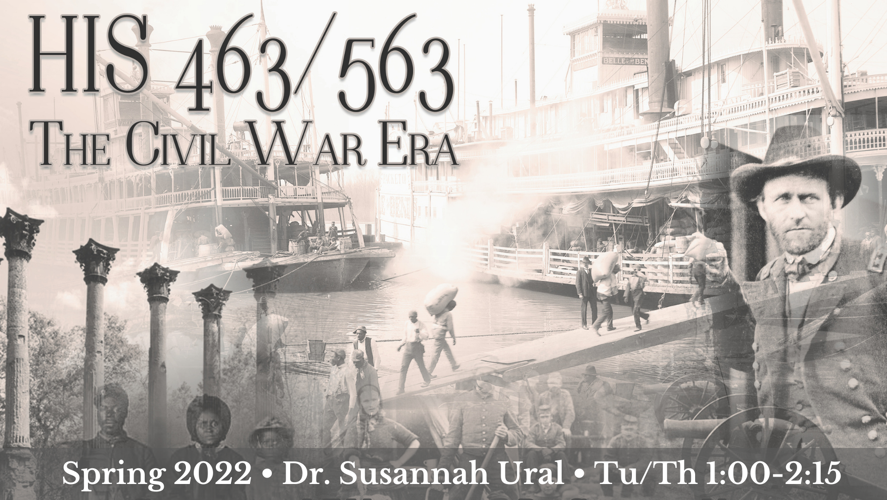 HIS 463/563
The Civil War Era
Spring 2022 • Dr. Susannah Ural • Tu/Th 1:00-2:15